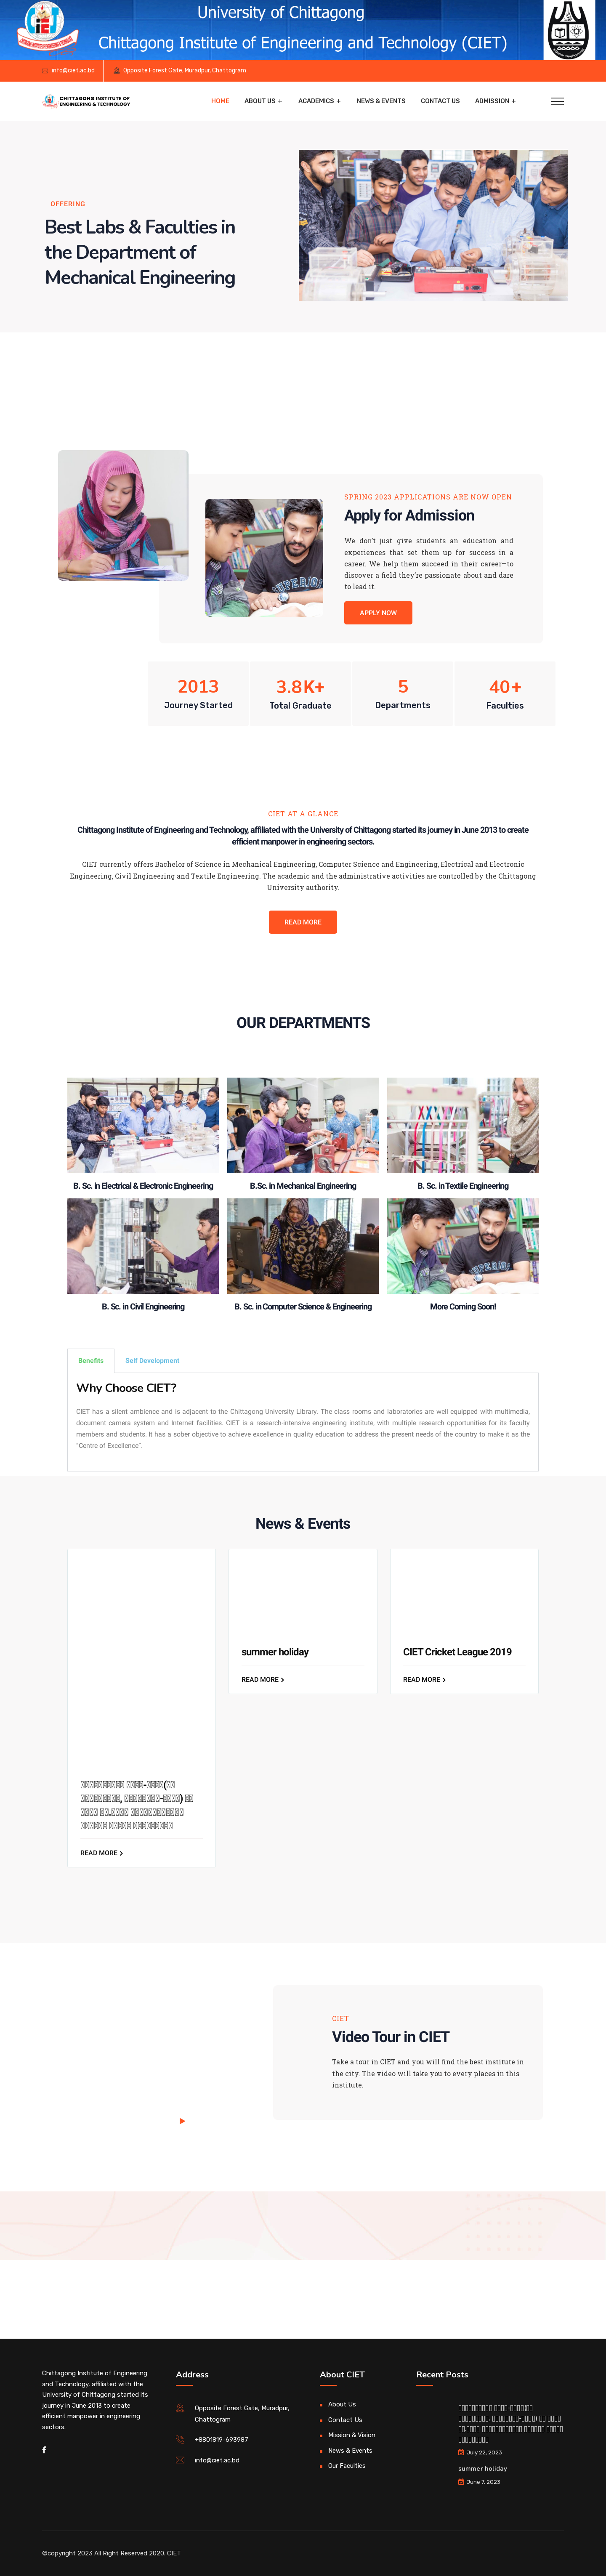 University of Chittagong
Chittagong Institute of Engineering and Technology (CIET)
info@ciet.ac.bd
Opposite Forest Gate, Muradpur, Chattogram
CHITTAGONG INSTITUTE OF
ENGINEERING & TECHNOLOGY
HOME
ABOUT US +
ACADEMICS +
NEWS & EVENTS
CONTACT US
ADMISSION +
OFFERING
Best Labs & Faculties in
the Department of
Mechanical Engineering
SPRING 2023 APPLICATIONS ARE NOW OPEN
Apply for Admission
We don't just give students an education and
experiences that set them up for success in a
career. We help them succeed in their career—to
discover a field they're passionate about and dare
to lead it.
APPLY NOW
2013
Journey Started
3.8K+
Total Graduate
5
Departments
40+
Faculties
CIET AT A GLANCE
Chittagong Institute of Engineering and Technology, affiliated with the University of Chittagong started its journey in June 2013 to create
efficient manpower in engineering sectors.
CIET currently offers Bachelor of Science in Mechanical Engineering, Computer Science and Engineering, Electrical and Electronic
Engineering, Civil Engineering and Textile Engineering. The academic and the administrative activities are controlled by the Chittagong
University authority.
READ MORE
OUR DEPARTMENTS
B. Sc. in Electrical & Electronic Engineering
B.Sc. in Mechanical Engineering
B. Sc. in Textile Engineering
B. Sc. in Civil Engineering
B. Sc. in Computer Science & Engineering
More Coming Soon!
Benefits
Self Development
Why Choose CIET?
CIET has a silent ambience and is adjacent to the Chittagong University Library. The class rooms and laboratories are well equipped with multimedia,
document camera system and Internet facilities. CIET is a research-intensive engineering institute, with multiple research opportunities for its faculty
members and students. It has a sober objective to achieve excellence in quality education to address the present needs of the country to make it as the
"Centre of Excellence".
News & Events
summer holiday
READ MORE
CIET Cricket League 2019
READ MORE
READ MORE
CIET
Video Tour in CIET
Take a tour in CIET and you will find the best institute in
the city. The video will take you to every places in this
institute.
Chittagong Institute of Engineering
and Technology, affiliated with the
University of Chittagong started its
journey in June 2013 to create
efficient manpower in engineering
sectors.
Address
Opposite Forest Gate, Muradpur,
Chattogram
+8801819-693987
info@ciet.ac.bd
About CIET
About Us
Contact Us
Mission & Vision
News & Events
Our Faculties
Recent Posts
July 22, 2023
summer holiday
June 7, 2023
©copyright 2023 All Right Reserved 2020. CIET